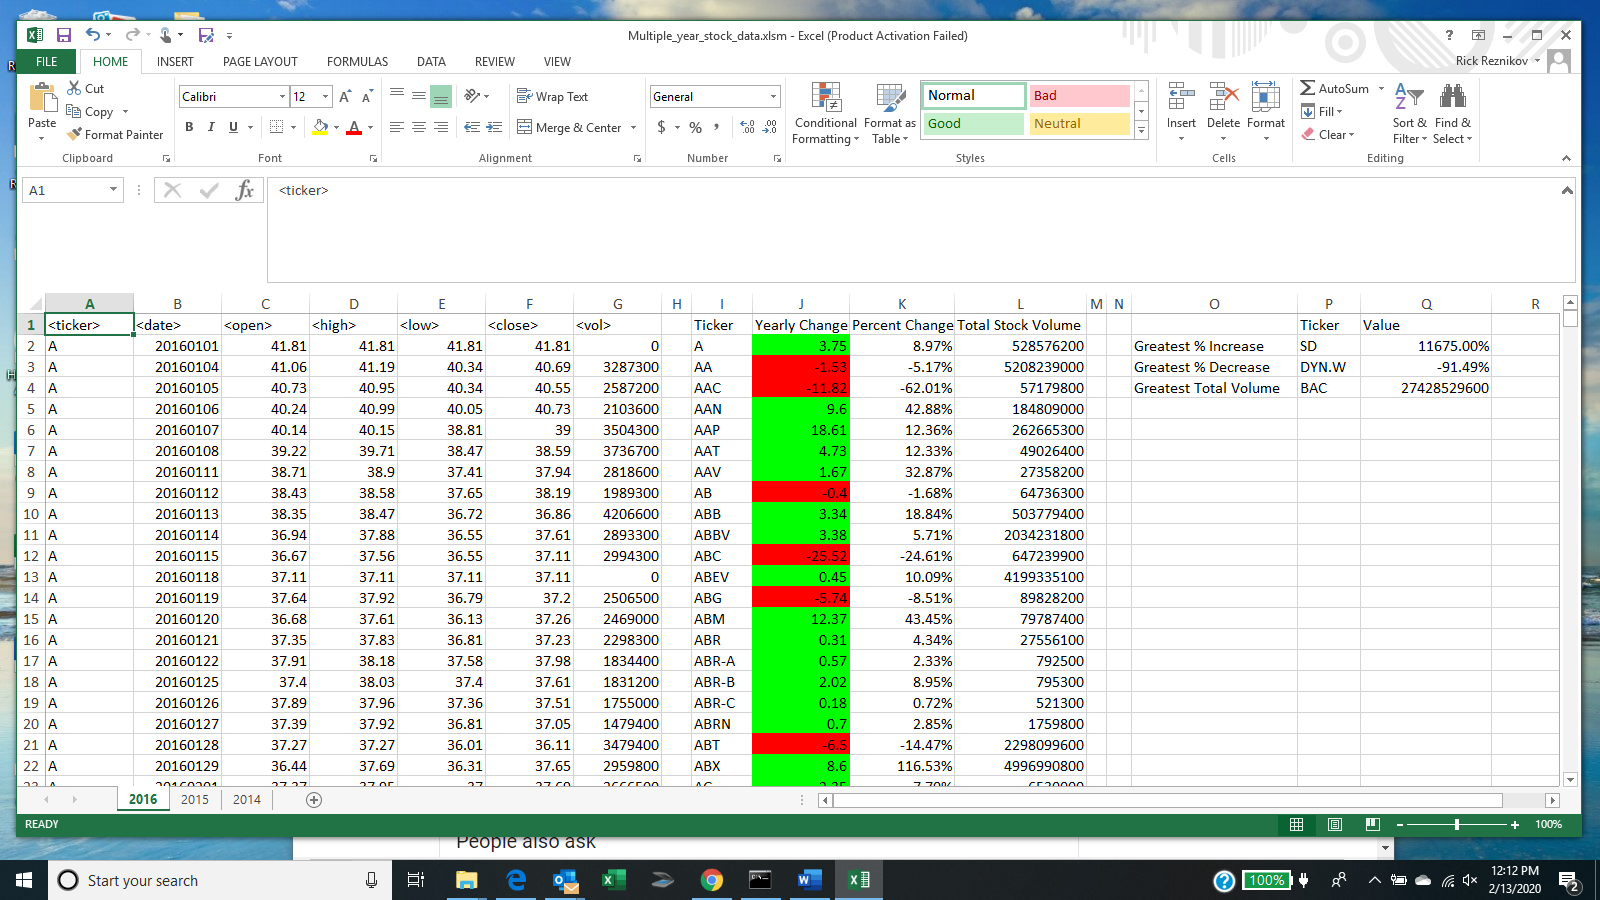 Multiple_year_stock_data.xlsm - Excel (Product Activation Failed)
FILE HOME INSERT PAGE LAYOUT FORMULAS DATA REVIEW VIEW Rick Reznikov
Paste Cut Copy Format Painter
Calibri 12
B I U
Wrap Text
Merge & Center
General
$ % ,
Conditional Formatting
Format as Table
Normal Bad
Good Neutral
Insert Delete Format
AutoSum
Fill
Clear
Sort & Filter
Find & Select
Clipboard Font Alignment Number Styles Cells Editing
A1 fx <ticker>
A B C D E F G H I J K L M N O P Q R
1 <ticker> <date> <open> <high> <low> <close> <vol> Ticker Yearly Change Percent Change Total Stock Volume Ticker Value
2 A 20160101 41.81 41.81 41.81 41.81 0 A 3.75 8.97% 528576200 Greatest % Increase SD 11675.00%
3 A 20160104 41.06 41.19 40.34 40.69 3287300 AA -1.53 -5.17% 5208239000 Greatest % Decrease DYN.W -91.49%
4 A 20160105 40.73 40.95 40.34 40.55 2587200 AAC -11.82 -62.01% 57179800 Greatest Total Volume BAC 27428529600
5 A 20160106 40.24 40.99 40.05 40.73 2103600 AAN 9.6 42.88% 184809000
6 A 20160107 40.14 40.15 38.81 39 3504300 AAP 18.61 12.36% 262665300
7 A 20160108 39.22 39.71 38.47 38.59 3736700 AAT 4.73 12.33% 49026400
8 A 20160111 38.71 38.9 37.41 37.94 2818600 AAV 1.67 32.87% 27358200
9 A 20160112 38.43 38.58 37.65 38.19 1989300 AB -0.4 -1.68% 64736300
10 A 20160113 38.35 38.47 36.72 36.86 4206600 ABB 3.34 18.84% 503779400
11 A 20160114 36.94 37.88 36.55 37.61 2893300 ABBV 3.38 5.71% 2034231800
12 A 20160115 36.67 37.56 36.55 37.11 2994300 ABC -25.52 -24.61% 647239900
13 A 20160118 37.11 37.11 37.11 37.11 0 ABEV 0.45 10.09% 4199335100
14 A 20160119 37.64 37.92 36.79 37.2 2506500 ABG -5.74 -8.51% 89828200
15 A 20160120 36.68 37.61 36.13 37.26 2469000 ABM 12.37 43.45% 79787400
16 A 20160121 37.35 37.83 36.81 37.23 2298300 ABR 0.31 4.34% 27556100
17 A 20160122 37.91 38.18 37.58 37.98 1834400 ABR-A 0.57 2.33% 792500
18 A 20160125 37.4 38.03 37.4 37.61 1831200 ABR-B 2.02 8.95% 795300
19 A 20160126 37.89 37.96 37.36 37.51 1755000 ABR-C 0.18 0.72% 521300
20 A 20160127 37.39 37.92 36.81 37.05 1479400 ABRN 0.7 2.85% 1759800
21 A 20160128 37.27 37.27 36.01 36.11 3479400 ABT -6.5 -14.47% 2298099600
22 A 20160129 36.44 37.69 36.31 37.65 2959800 ABX 8.6 116.53% 4996990800
2016 2015 2014
READY 100%
People also ask
Start your search
100%
12:12 PM
2/13/2020
2